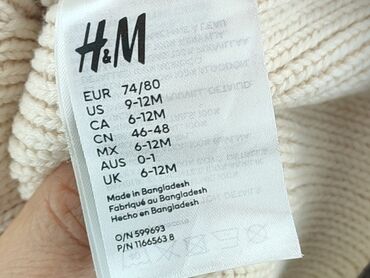 H&M
EUR 74/80
US 9-12M
CA 6-12M
CN 46-48
MX 6-12M
AUS 0-1
UK 6-12M
Made in Bangladesh
Fabriqué au Bangladesh
Hecho en Bangladesh
O/N 599693
P/N 1166563 8